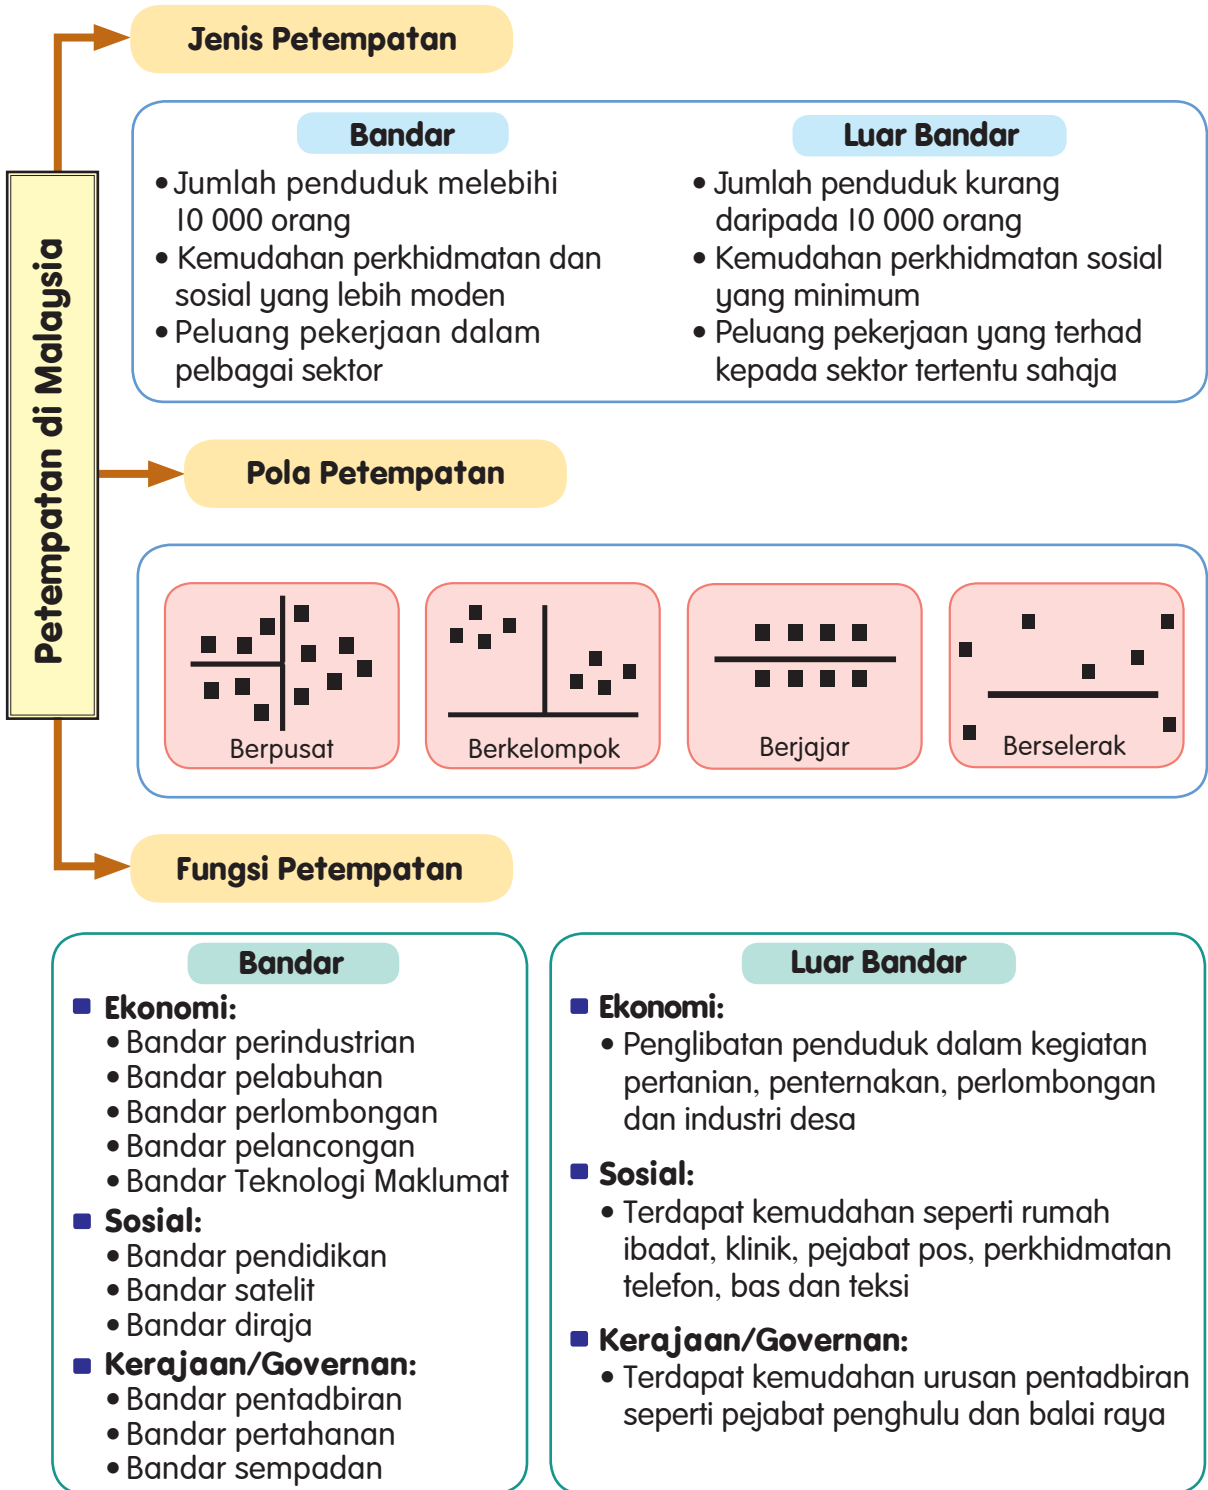 Petempatan di Malaysia
Jenis Petempatan
Bandar
• Jumlah penduduk melebihi
10 000 orang
• Kemudahan perkhidmatan dan
sosial yang lebih moden
• Peluang pekerjaan dalam
pelbagai sektor
Luar Bandar
• Jumlah penduduk kurang
daripada 10 000 orang
• Kemudahan perkhidmatan sosial
yang minimum
• Peluang pekerjaan yang terhad
kepada sektor tertentu sahaja
Pola Petempatan
Berpusat
Berkelompok
Berjajar
Berselerak
Fungsi Petempatan
Bandar
Ekonomi:
• Bandar perindustrian
• Bandar pelabuhan
• Bandar perlombongan
• Bandar pelancongan
• Bandar Teknologi Maklumat
Sosial:
• Bandar pendidikan
• Bandar satelit
• Bandar diraja
Kerajaan/Governan:
• Bandar pentadbiran
• Bandar pertahanan
• Bandar sempadan
Luar Bandar
Ekonomi:
• Penglibatan penduduk dalam kegiatan
pertanian, penternakan, perlombongan
dan industri desa
Sosial:
• Terdapat kemudahan seperti rumah
ibadat, klinik, pejabat pos, perkhidmatan
telefon, bas dan teksi
Kerajaan/Governan:
• Terdapat kemudahan urusan pentadbiran
seperti pejabat penghulu dan balai raya